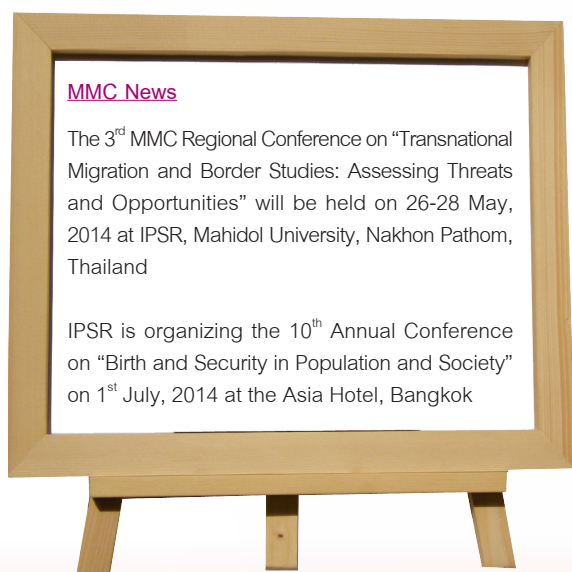 MMC News
The 3rd MMC Regional Conference on “Transnational
Migration and Border Studies: Assessing Threats
and Opportunities” will be held on 26-28 May,
2014 at IPSR, Mahidol University, Nakhon Pathom,
Thailand
IPSR is organizing the 10th Annual Conference
on “Birth and Security in Population and Society”
on 1st July, 2014 at the Asia Hotel, Bangkok